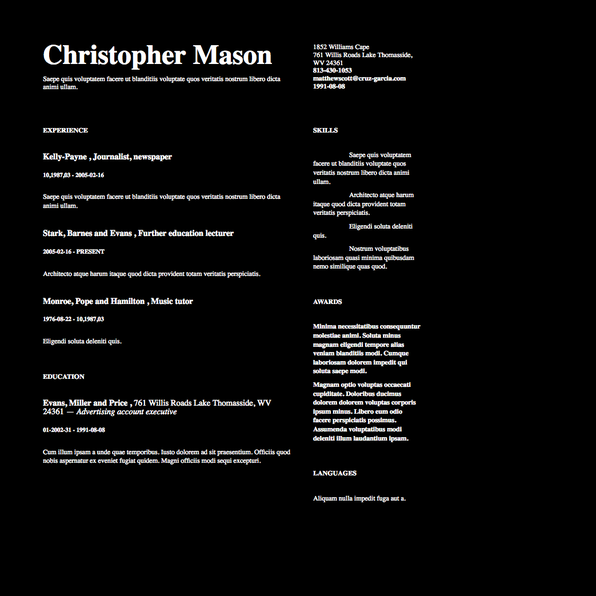 Christopher Mason
Saepe quis voluptatem facere ut blanditiis voluptate quos veritatis nostrum libero dicta
animi ullam.
1852 Williams Cape
761 Willis Roads Lake Thomasside,
WV 24361
813-430-1053
matthewscott@cruz-garcia.com
1991-08-08
EXPERIENCE
Kelly-Payne , Journalist, newspaper
10,1987,03 - 2005-02-16
Saepe quis voluptatem facere ut blanditiis voluptate quos veritatis nostrum libero dicta
animi ullam.
Stark, Barnes and Evans , Further education lecturer
2005-02-16 - PRESENT
Architecto atque harum itaque quod dicta provident totam veritatis perspiciatis.
Monroe, Pope and Hamilton , Music tutor
1976-08-22 - 10,1987,03
Eligendi soluta deleniti quis.
EDUCATION
Evans, Miller and Price , 761 Willis Roads Lake Thomasside, WV
24361 — Advertising account executive
01-2002-31 - 1991-08-08
Cum illum ipsam a unde quae temporibus. Iusto dolorem ad sit praesentium. Officiis quod
nobis aspernatur ex eveniet fugiat quidem. Magni officiis modi sequi excepturi.
SKILLS
Saepe quis voluptatem
facere ut blanditiis voluptate quos
veritatis nostrum libero dicta animi
ullam.
Architecto atque harum
itaque quod dicta provident totam
veritatis perspiciatis.
Eligendi soluta deleniti
quis.
Nostrum voluptatibus
laboriosam quasi minima quibusdam
nemo similique quas quod.
AWARDS
Minima necessitatibus consequuntur
molestiae animi. Soluta minus
magnam eligendi tempore alias
veniam blanditiis modi. Cumque
laborum dolorem impedit qui
soluta saepe modi.
Magnam optio voluptas occaecati
cupiditate. Doloribus ducimus
dolorem dolorem voluptas corporis
ipsum minus. Libero eum odio
facere perspiciatis possimus.
Assumenda voluptatibus modi
deleniti illum laudantium ipsam.
LANGUAGES
Aliquam nulla impedit fuga aut a.